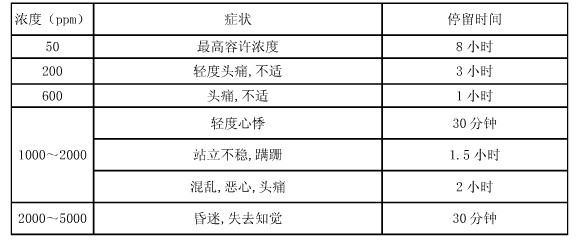 浓度（ppm） 症状 停留时间
50 最高容许浓度 8 小时
200 轻度头痛,不适 3 小时
600 头痛,不适 1 小时
1000～2000 轻度心悸 30 分钟
站立不稳,蹒跚 1.5 小时
混乱,恶心,头痛 2 小时
2000～5000 昏迷,失去知觉 30 分钟